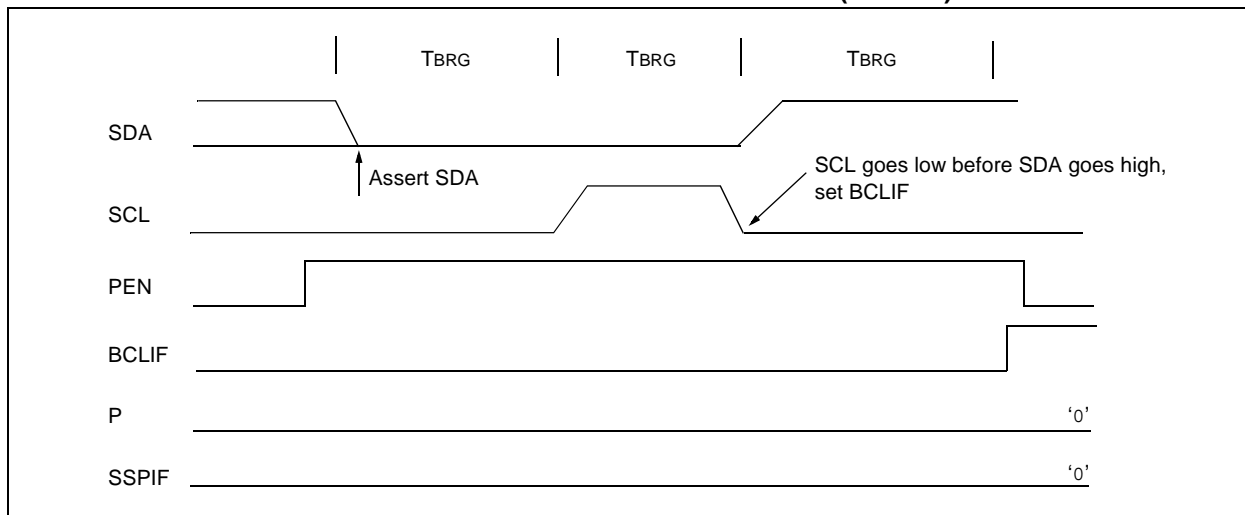 TBRG TBRG TBRG
SDA
Assert SDA
SCL goes low before SDA goes high,
set BCLIF
SCL
PEN
BCLIF
P
‘0’
SSPIF
‘0’